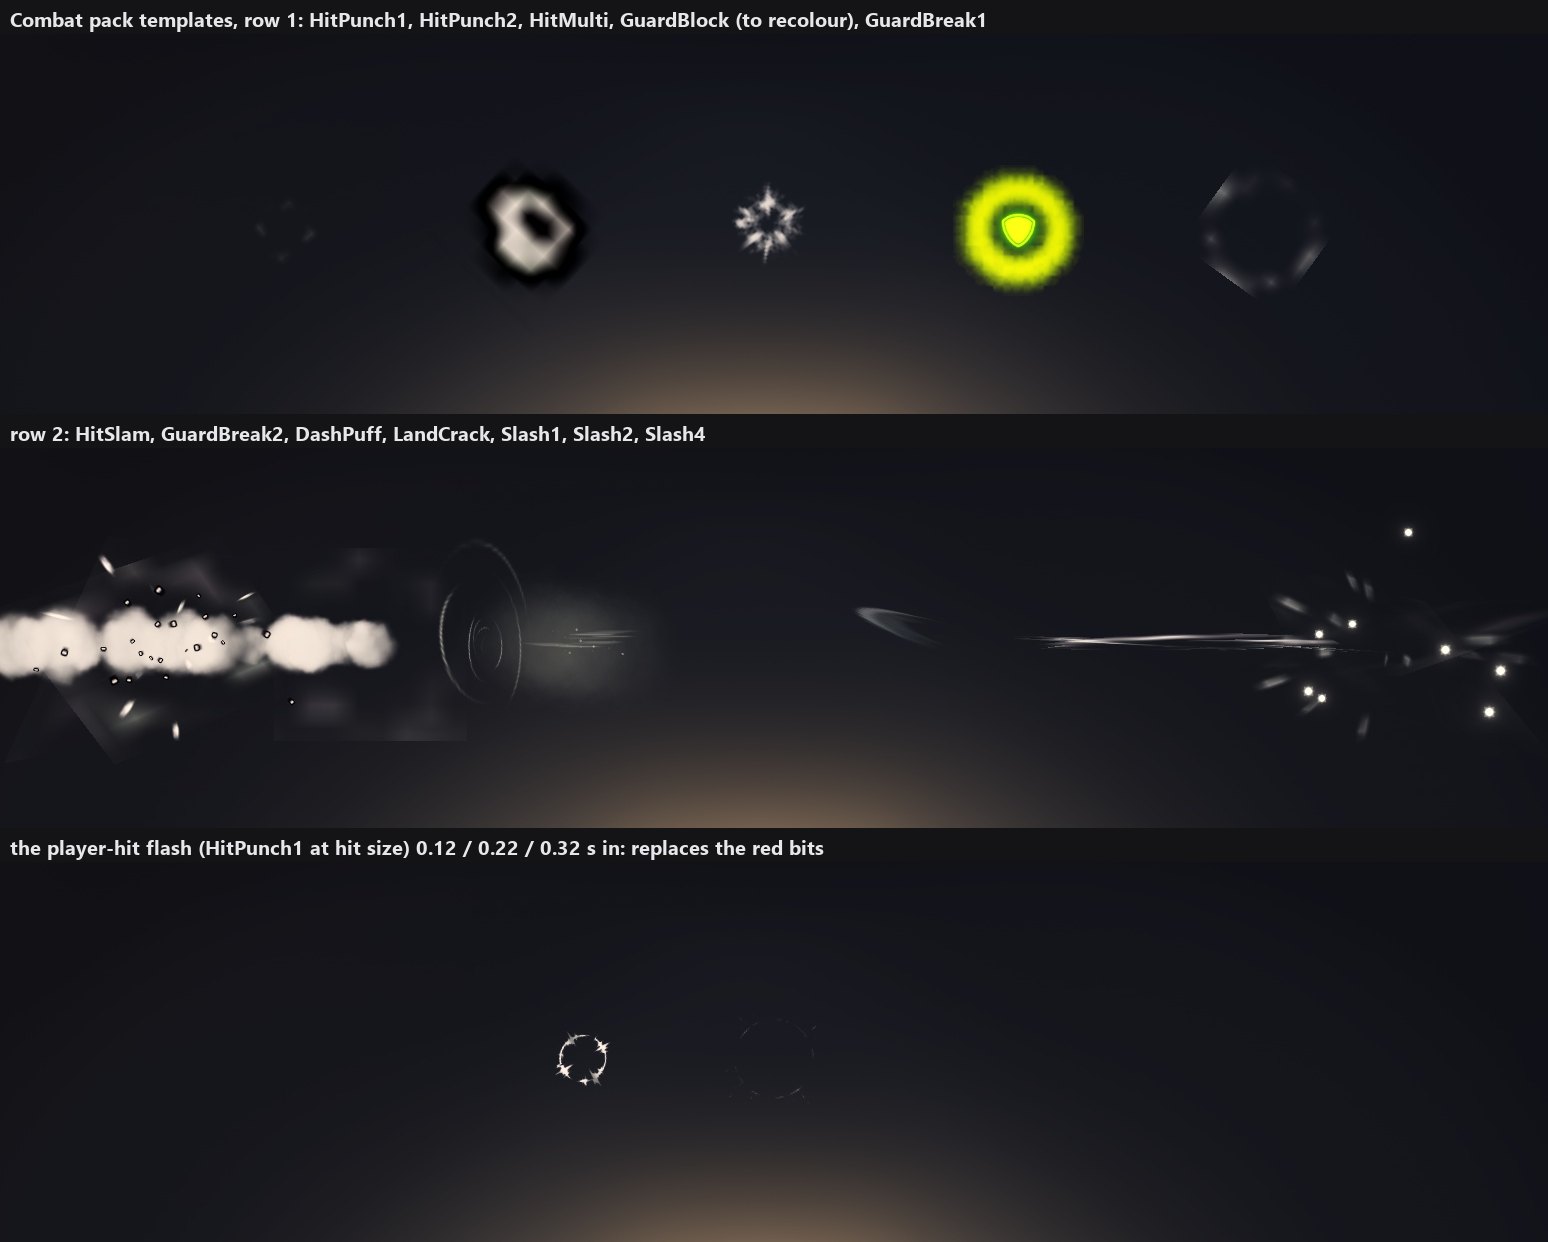 Combat pack templates, row 1: HitPunch1, HitPunch2, HitMulti, GuardBlock (to recolour), GuardBreak1
row 2: HitSlam, GuardBreak2, DashPuff, LandCrack, Slash1, Slash2, Slash4
the player-hit flash (HitPunch1 at hit size) 0.12 / 0.22 / 0.32 s in: replaces the red bits